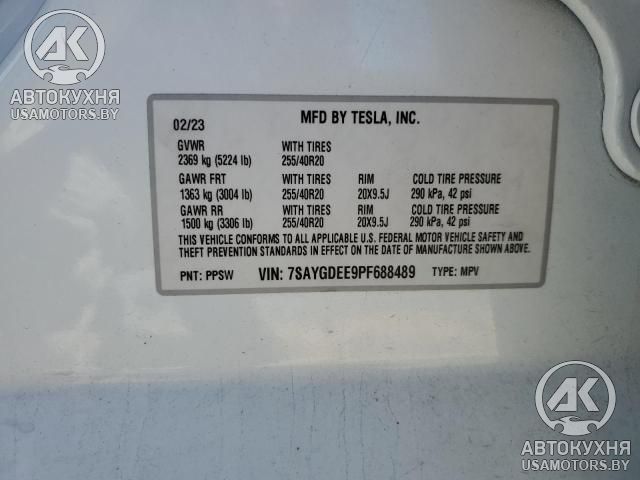 AK
АВТОКУХНЯ
USAMOTORS.BY
02/23 MFD BY TESLA, INC.
GVWR WITH TIRES
2369 kg (5224 lb) 255/40R20
GAWR FRT WITH TIRES RIM COLD TIRE PRESSURE
1363 kg (3004 lb) 255/40R20 20X9.5J 290 kPa, 42 psi
GAWR RR WITH TIRES RIM COLD TIRE PRESSURE
1500 kg (3306 lb) 255/40R20 20X9.5J 290 kPa, 42 psi
THIS VEHICLE CONFORMS TO ALL APPLICABLE U.S. FEDERAL MOTOR VEHICLE SAFETY AND
THEFT PREVENTION STANDARDS IN EFFECT ON THE DATE OF MANUFACTURE SHOWN ABOVE.
PNT: PPSW VIN: 7SAYGDEE9PF688489 TYPE: MPV
AK
АВТОКУХНЯ
USAMOTORS.BY